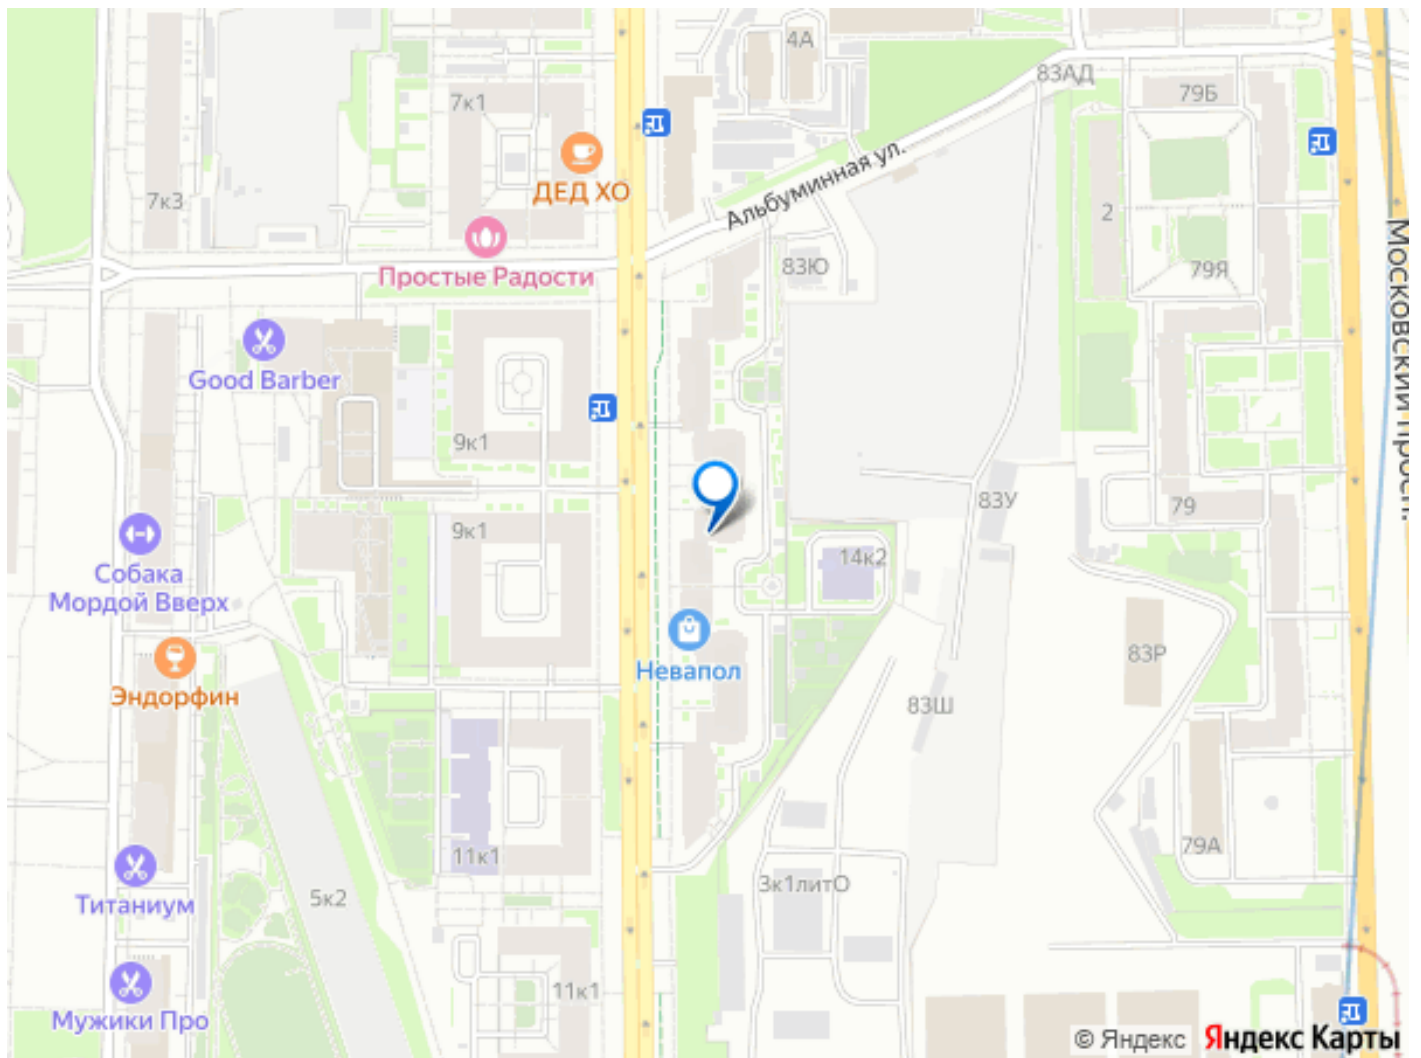 4А
83АД
79Б
7к1
ДЕД ХО
Альбуминная ул.
7к3
2
Простые Радости
83Ю
79Я
Московский просп.
Good Barber
9к1
83У
79
9к1
14к2
Собака
Мордой Вверх
Невапол
83Р
Эндорфин
83Ш
11к1
79А
3к1литО
Титаниум
5к2
11к1
Мужики Про
© Яндекс Яндекс Карты